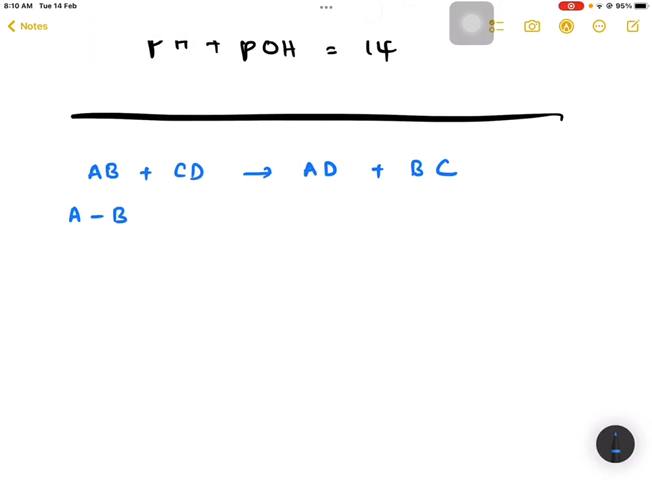 8:10 AM Tue 14 Feb
95%
Notes
pH + pOH = 14
AB + CD → AD + BC
A – B